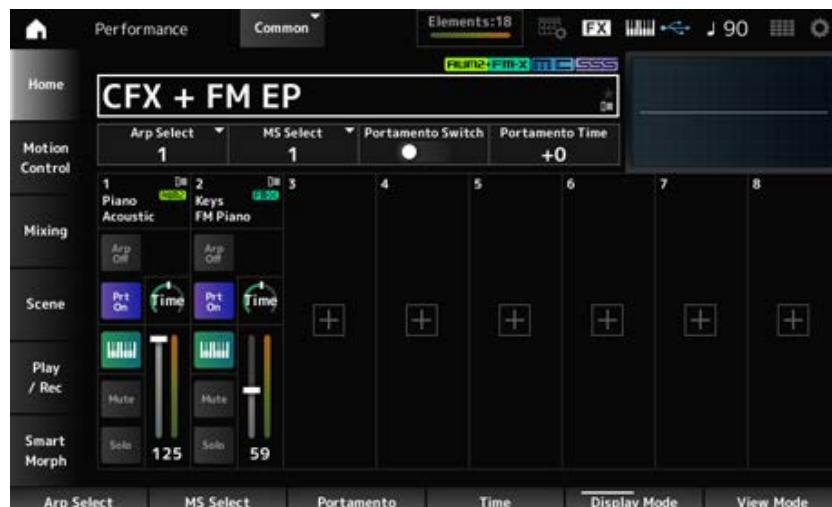 Performance
Common
Elements:18
FX
♩ 90
Home
Motion
Control
Mixing
Scene
Play
/ Rec
Smart
Morph
AWM2+FM-X MC SSS
CFX + FM EP
Arp Select MS Select Portamento Switch Portamento Time
1 1 +0
1 2 3 4 5 6 7 8
Piano AWM2 Keys
Acoustic FM Piano
Arp
Off
Arp
Off
Prt
On
Time
Prt
On
Time
Mute Mute
Solo 125 Solo 59
Arp Select MS Select Portamento Time Display Mode View Mode